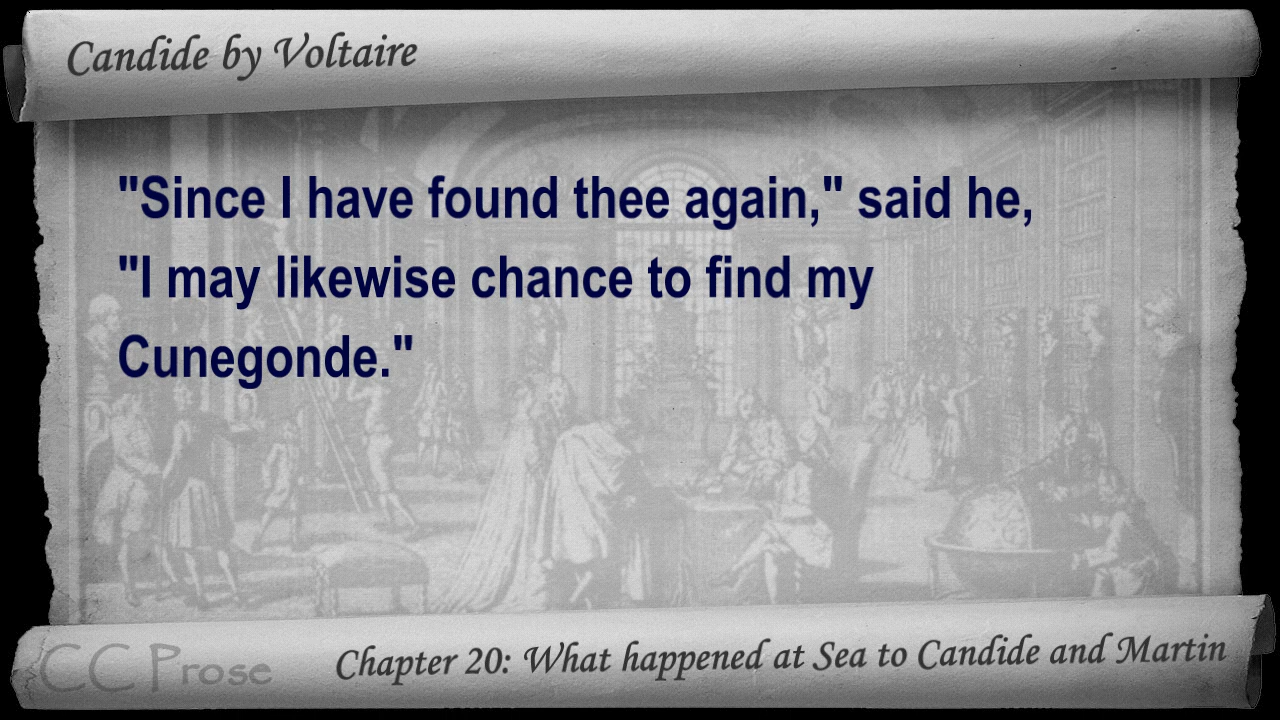 Candide by Voltaire
"Since I have found thee again," said he,
"I may likewise chance to find my
Cunegonde."
CC Prose
Chapter 20: What happened at Sea to Candide and Martin